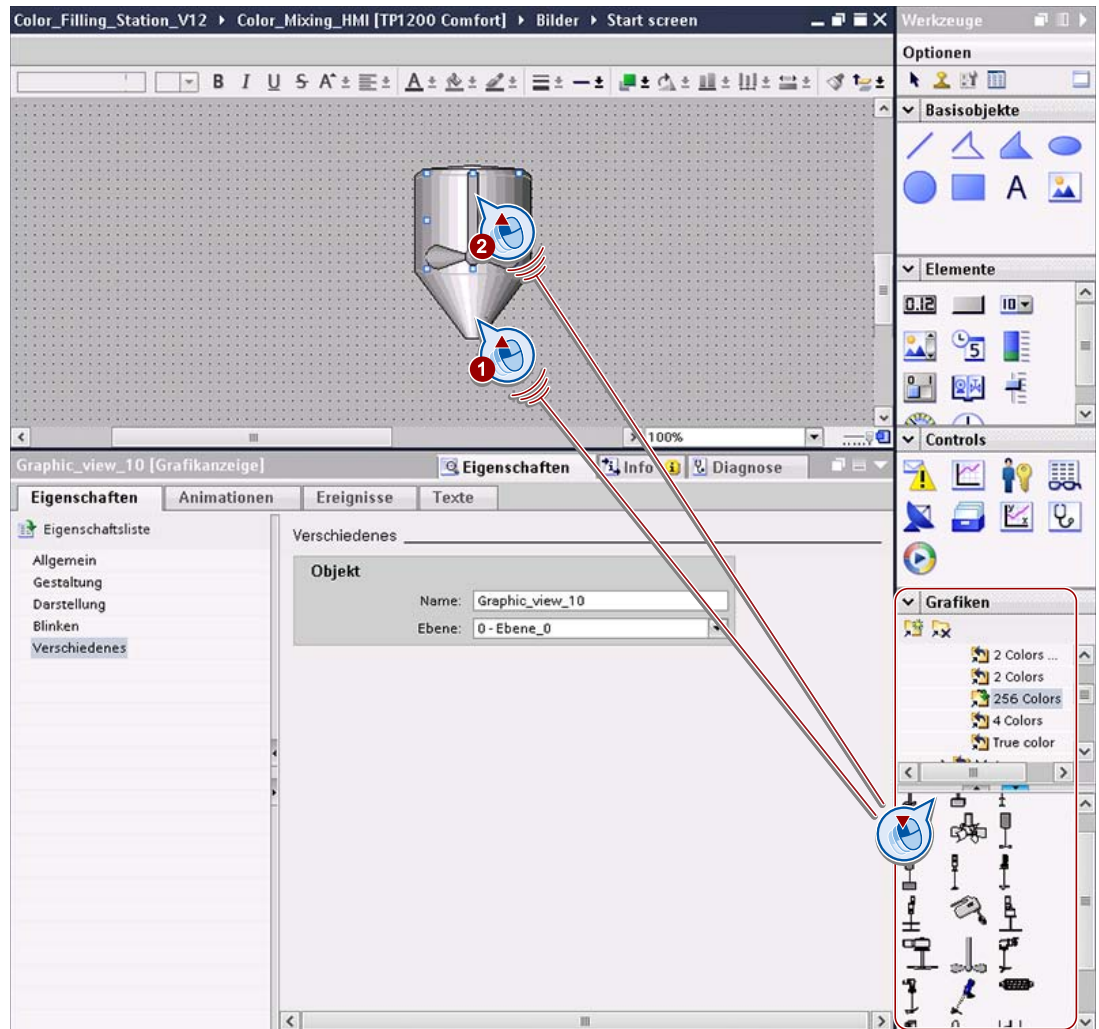 Color_Filling_Station_V12 ▸ Color_Mixing_HMI [TP1200 Comfort] ▸ Bilder ▸ Start screen
Werkzeuge
Optionen
B I U S A
A
Basisobjekte
A
2
1
Elemente
0.12
10
5
100%
Controls
Graphic_view_10 [Grafikanzeige]
Eigenschaften
Info
Diagnose
Eigenschaften
Animationen
Ereignisse
Texte
Eigenschaftsliste
Allgemein
Gestaltung
Darstellung
Blinken
Verschiedenes
Verschiedenes
Objekt
Name: Graphic_view_10
Ebene: 0 - Ebene_0
Grafiken
2 Colors ...
2 Colors
256 Colors
4 Colors
True color